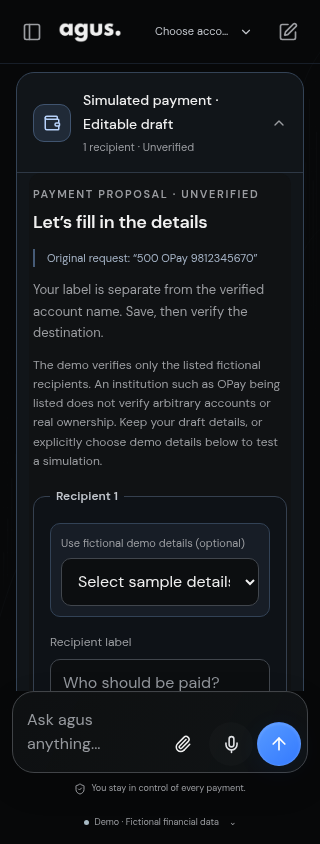 agus.
Choose acco...
Simulated payment ·
Editable draft
1 recipient · Unverified
PAYMENT PROPOSAL · UNVERIFIED
Let’s fill in the details
Original request: “500 OPay 9812345670”
Your label is separate from the verified
account name. Save, then verify the
destination.
The demo verifies only the listed fictional
recipients. An institution such as OPay being
listed does not verify arbitrary accounts or
real ownership. Keep your draft details, or
explicitly choose demo details below to test
a simulation.
Recipient 1
Use fictional demo details (optional)
Select sample details
Recipient label
Who should be paid?
Ask agus
anything...
You stay in control of every payment.
Demo · Fictional financial data